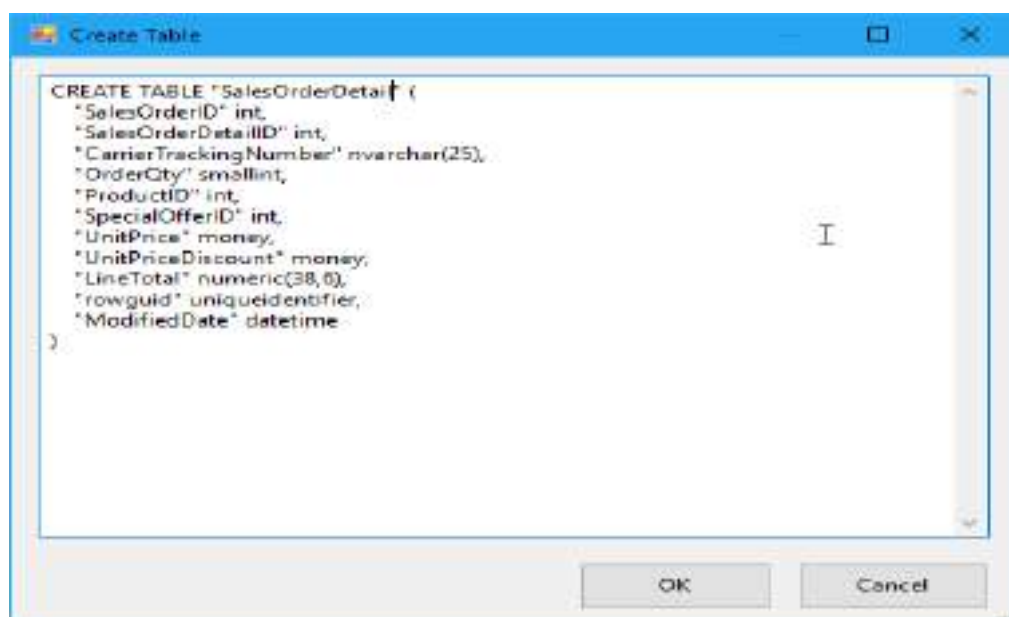 Create Table
CREATE TABLE "SalesOrderDetail" (
"SalesOrderID" int,
"SalesOrderDetailID" int,
"CarrierTrackingNumber" nvarchar(25),
"OrderQty" smallint,
"ProductID" int,
"SpecialOfferID" int,
"UnitPrice" money,
"UnitPriceDiscount" money,
"LineTotal" numeric(38,6),
"rowguid" uniqueidentifier,
"ModifiedDate" datetime
)
OK Cancel